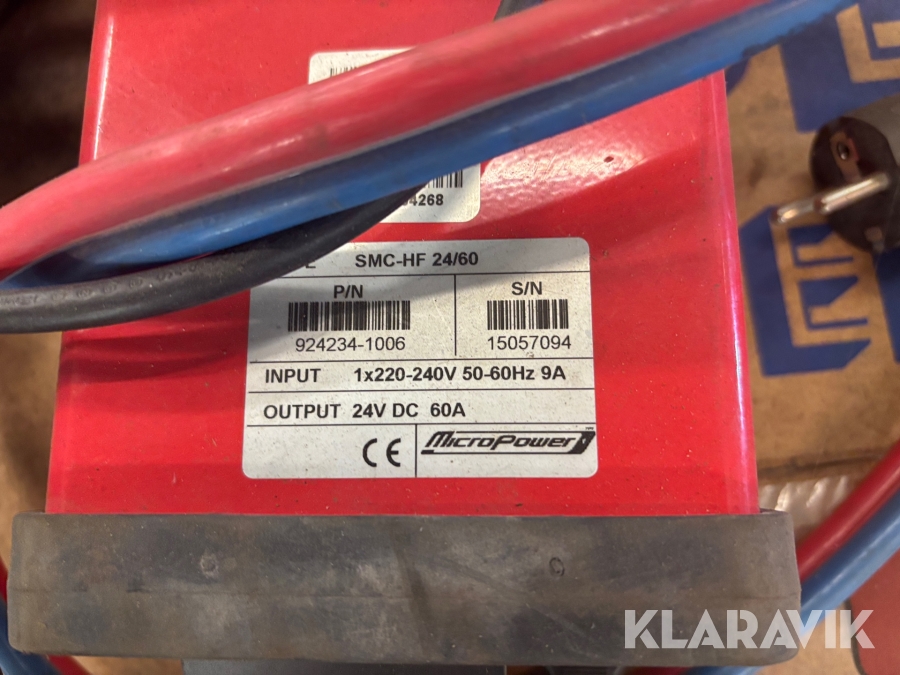 4268
SMC-HF 24/60
P/N S/N
924234-1006 15057094
INPUT 1x220-240V 50-60Hz 9A
OUTPUT 24V DC 60A
CE MicroPower
KLARAVIK